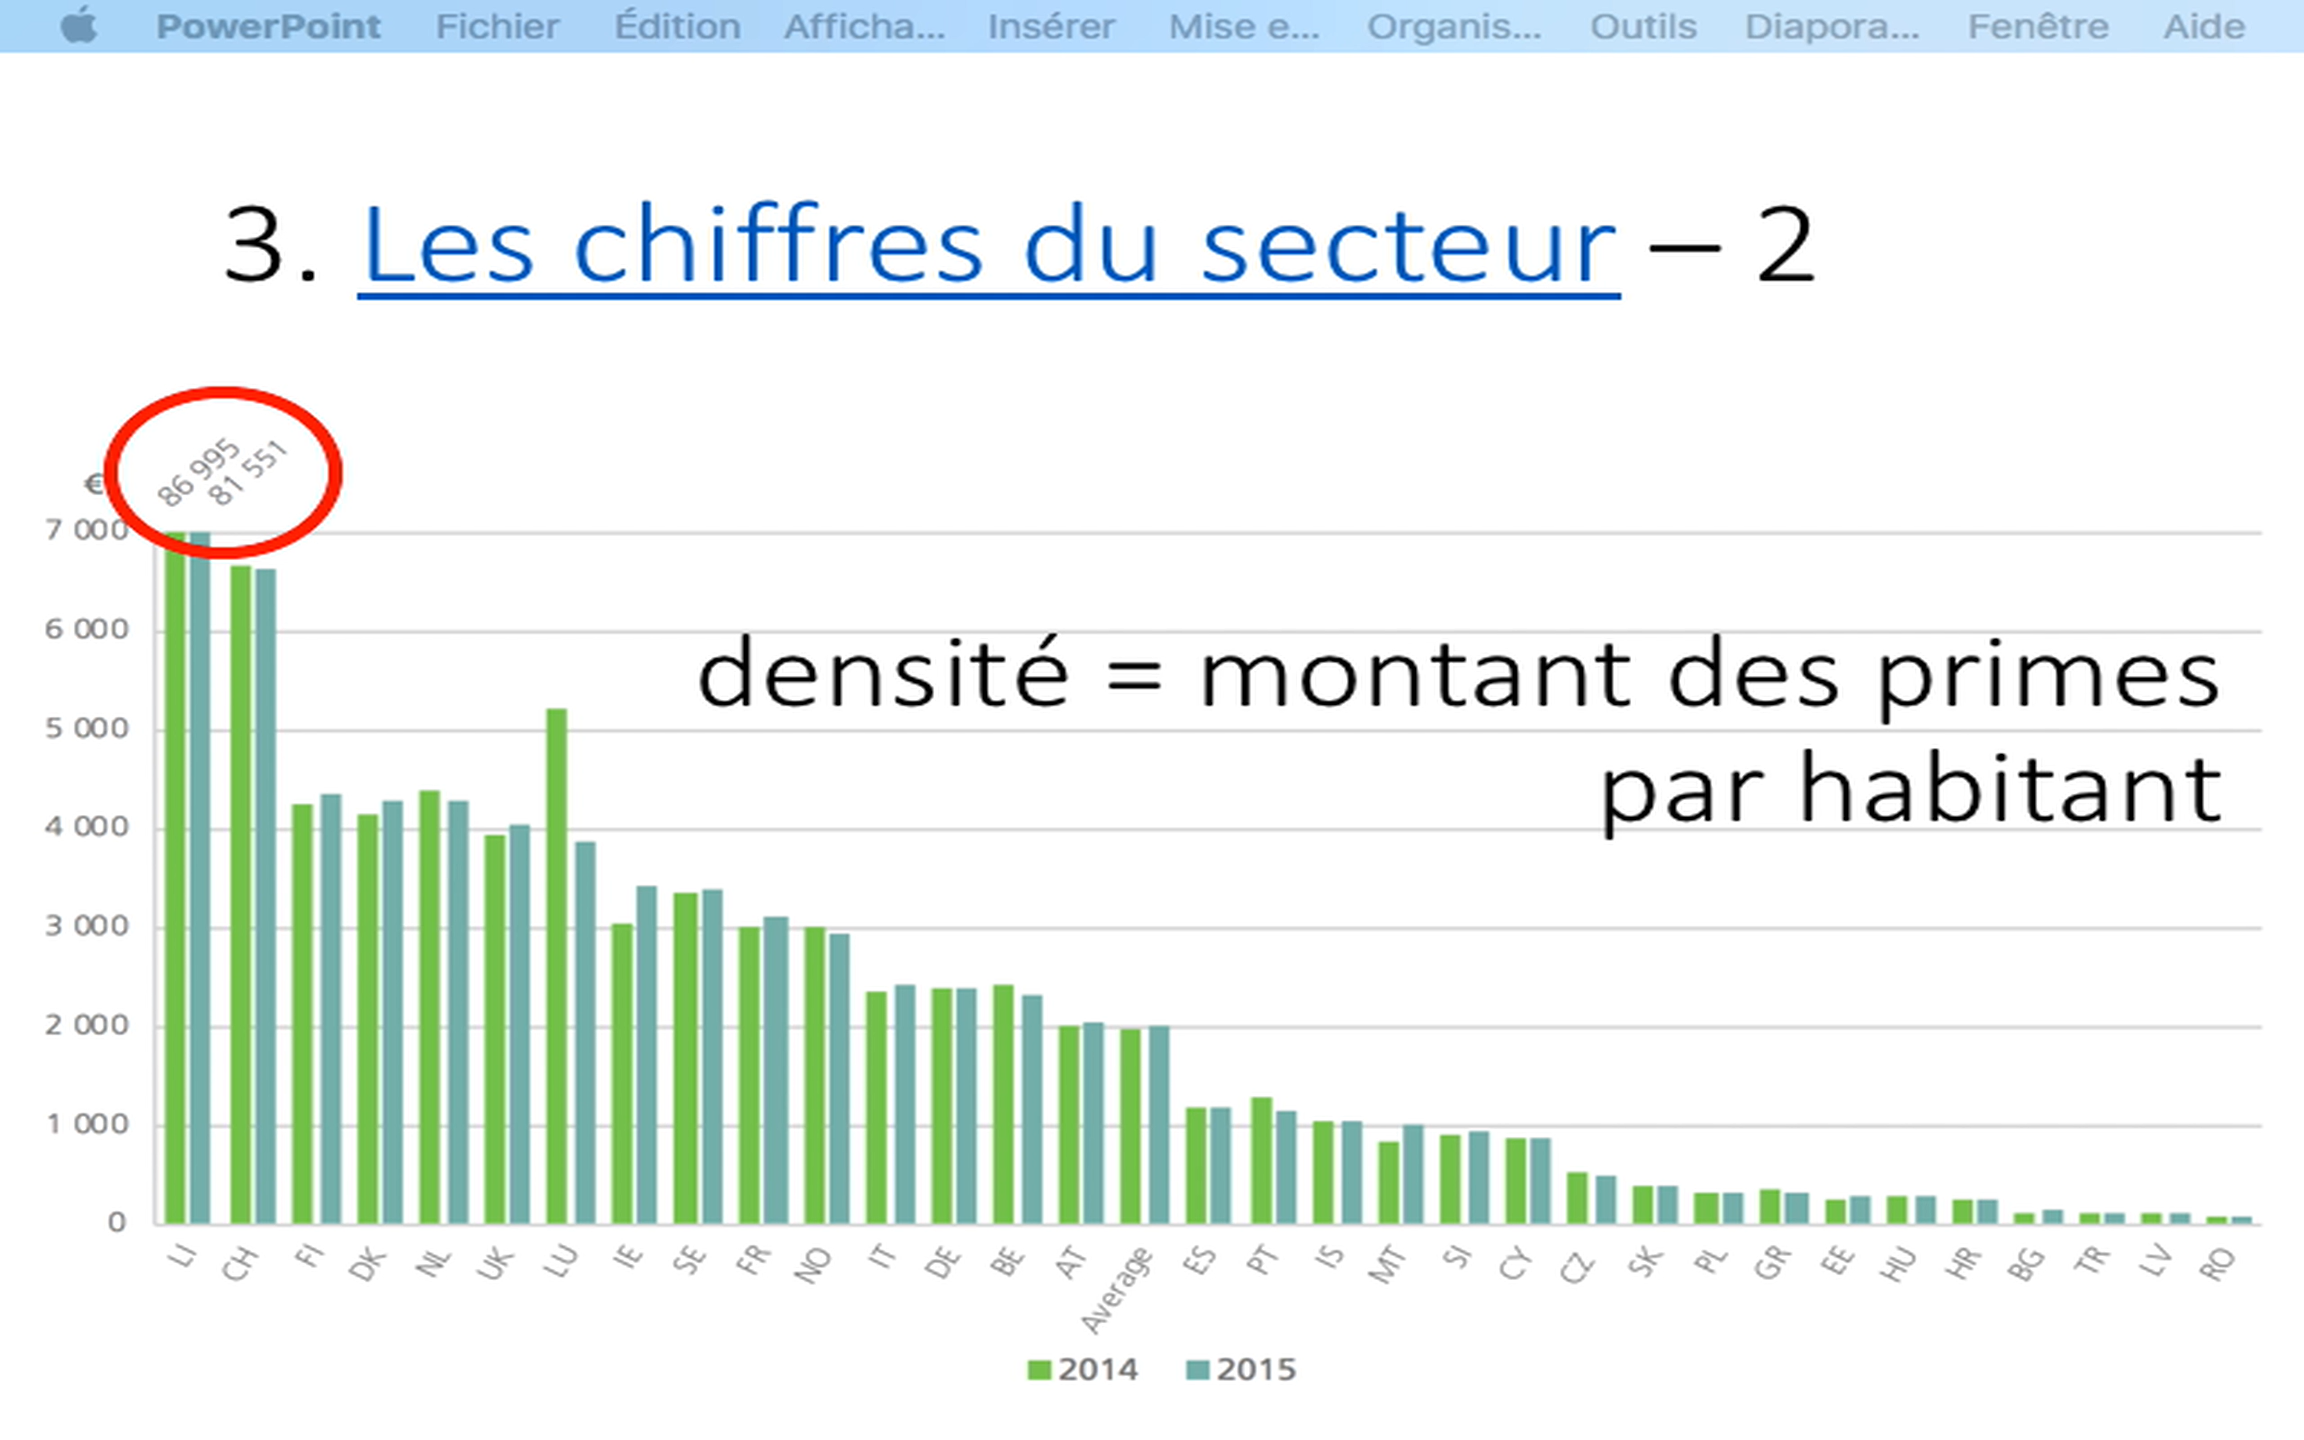 PowerPoint Fichier Édition Afficha... Insérer Mise e... Organis... Outils Diapora... Fenêtre Aide
3. Les chiffres du secteur – 2
86 995
81 551
€
7 000
6 000
densité = montant des primes
5 000
par habitant
4 000
3 000
2 000
1 000
0
LI CH FI DK NL UK LU IE SE FR NO IT DE BE AT Average ES PT IS MT SI CY CZ SK PL GR EE HU HR BG TR LV RO
2014 2015